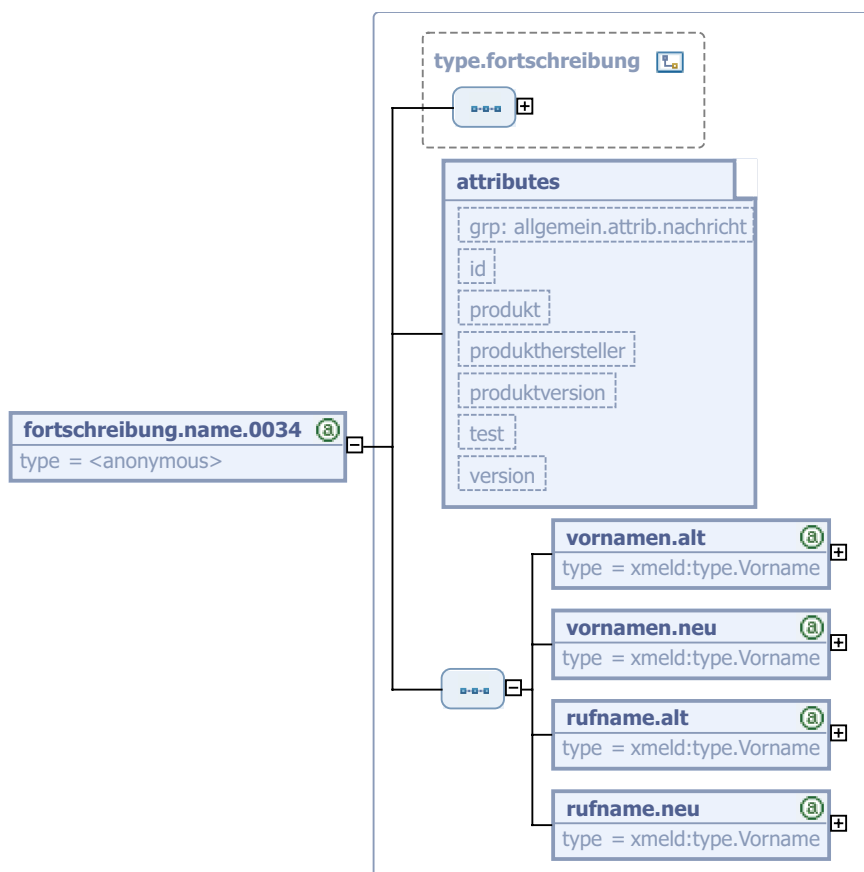 type.fortschreibung
attributes
grp: allgemein.attrib.nachricht
id
produkt
produkthersteller
produktversion
test
version
fortschreibung.name.0034
type = <anonymous>
vornamen.alt
type = xmeld:type.Vorname
vornamen.neu
type = xmeld:type.Vorname
rufname.alt
type = xmeld:type.Vorname
rufname.neu
type = xmeld:type.Vorname